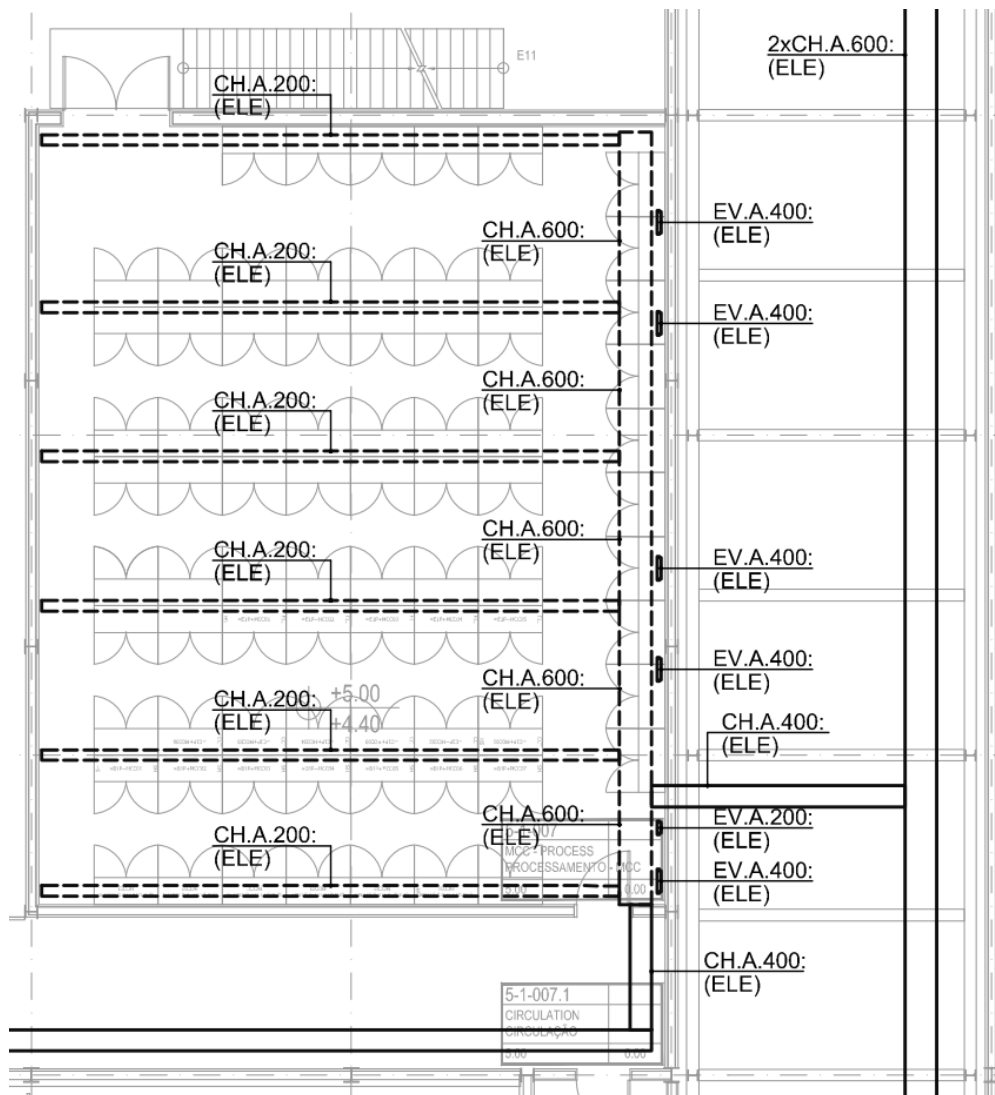 2xCH.A.600:
(ELE)
E11
CH.A.200:
(ELE)
EV.A.400:
(ELE)
CH.A.600:
(ELE)
CH.A.200:
(ELE)
EV.A.400:
(ELE)
CH.A.600:
(ELE)
CH.A.200:
(ELE)
CH.A.600:
(ELE)
CH.A.200:
(ELE)
EV.A.400:
(ELE)
EV.A.400:
(ELE)
CH.A.600:
(ELE)
CH.A.200:
(ELE)
+5.00
+4.40
CH.A.400:
(ELE)
CH.A.600:
(ELE)
EV.A.200:
(ELE)
5-1-007
MCC - PROCESS
PROCESSAMENTO - MCC
5.00
0.00
CH.A.200:
(ELE)
EV.A.400:
(ELE)
CH.A.400:
(ELE)
5-1-007.1
CIRCULATION
CIRCULAÇÃO
5.00
0.00